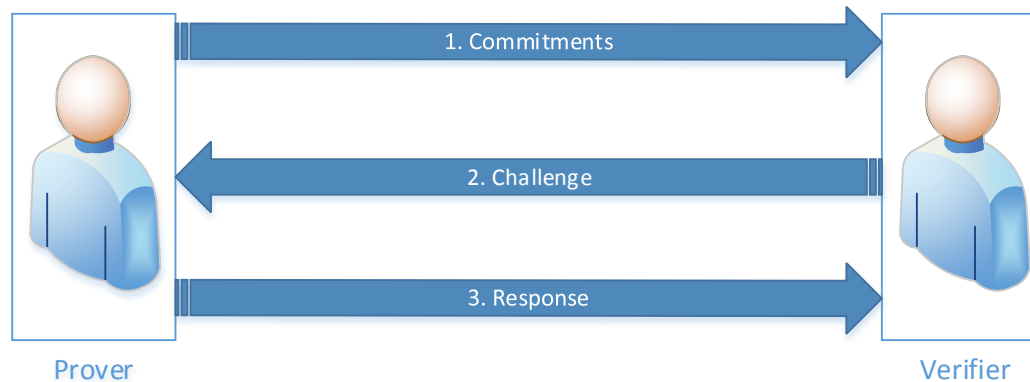 1. Commitments
2. Challenge
3. Response
Prover
Verifier